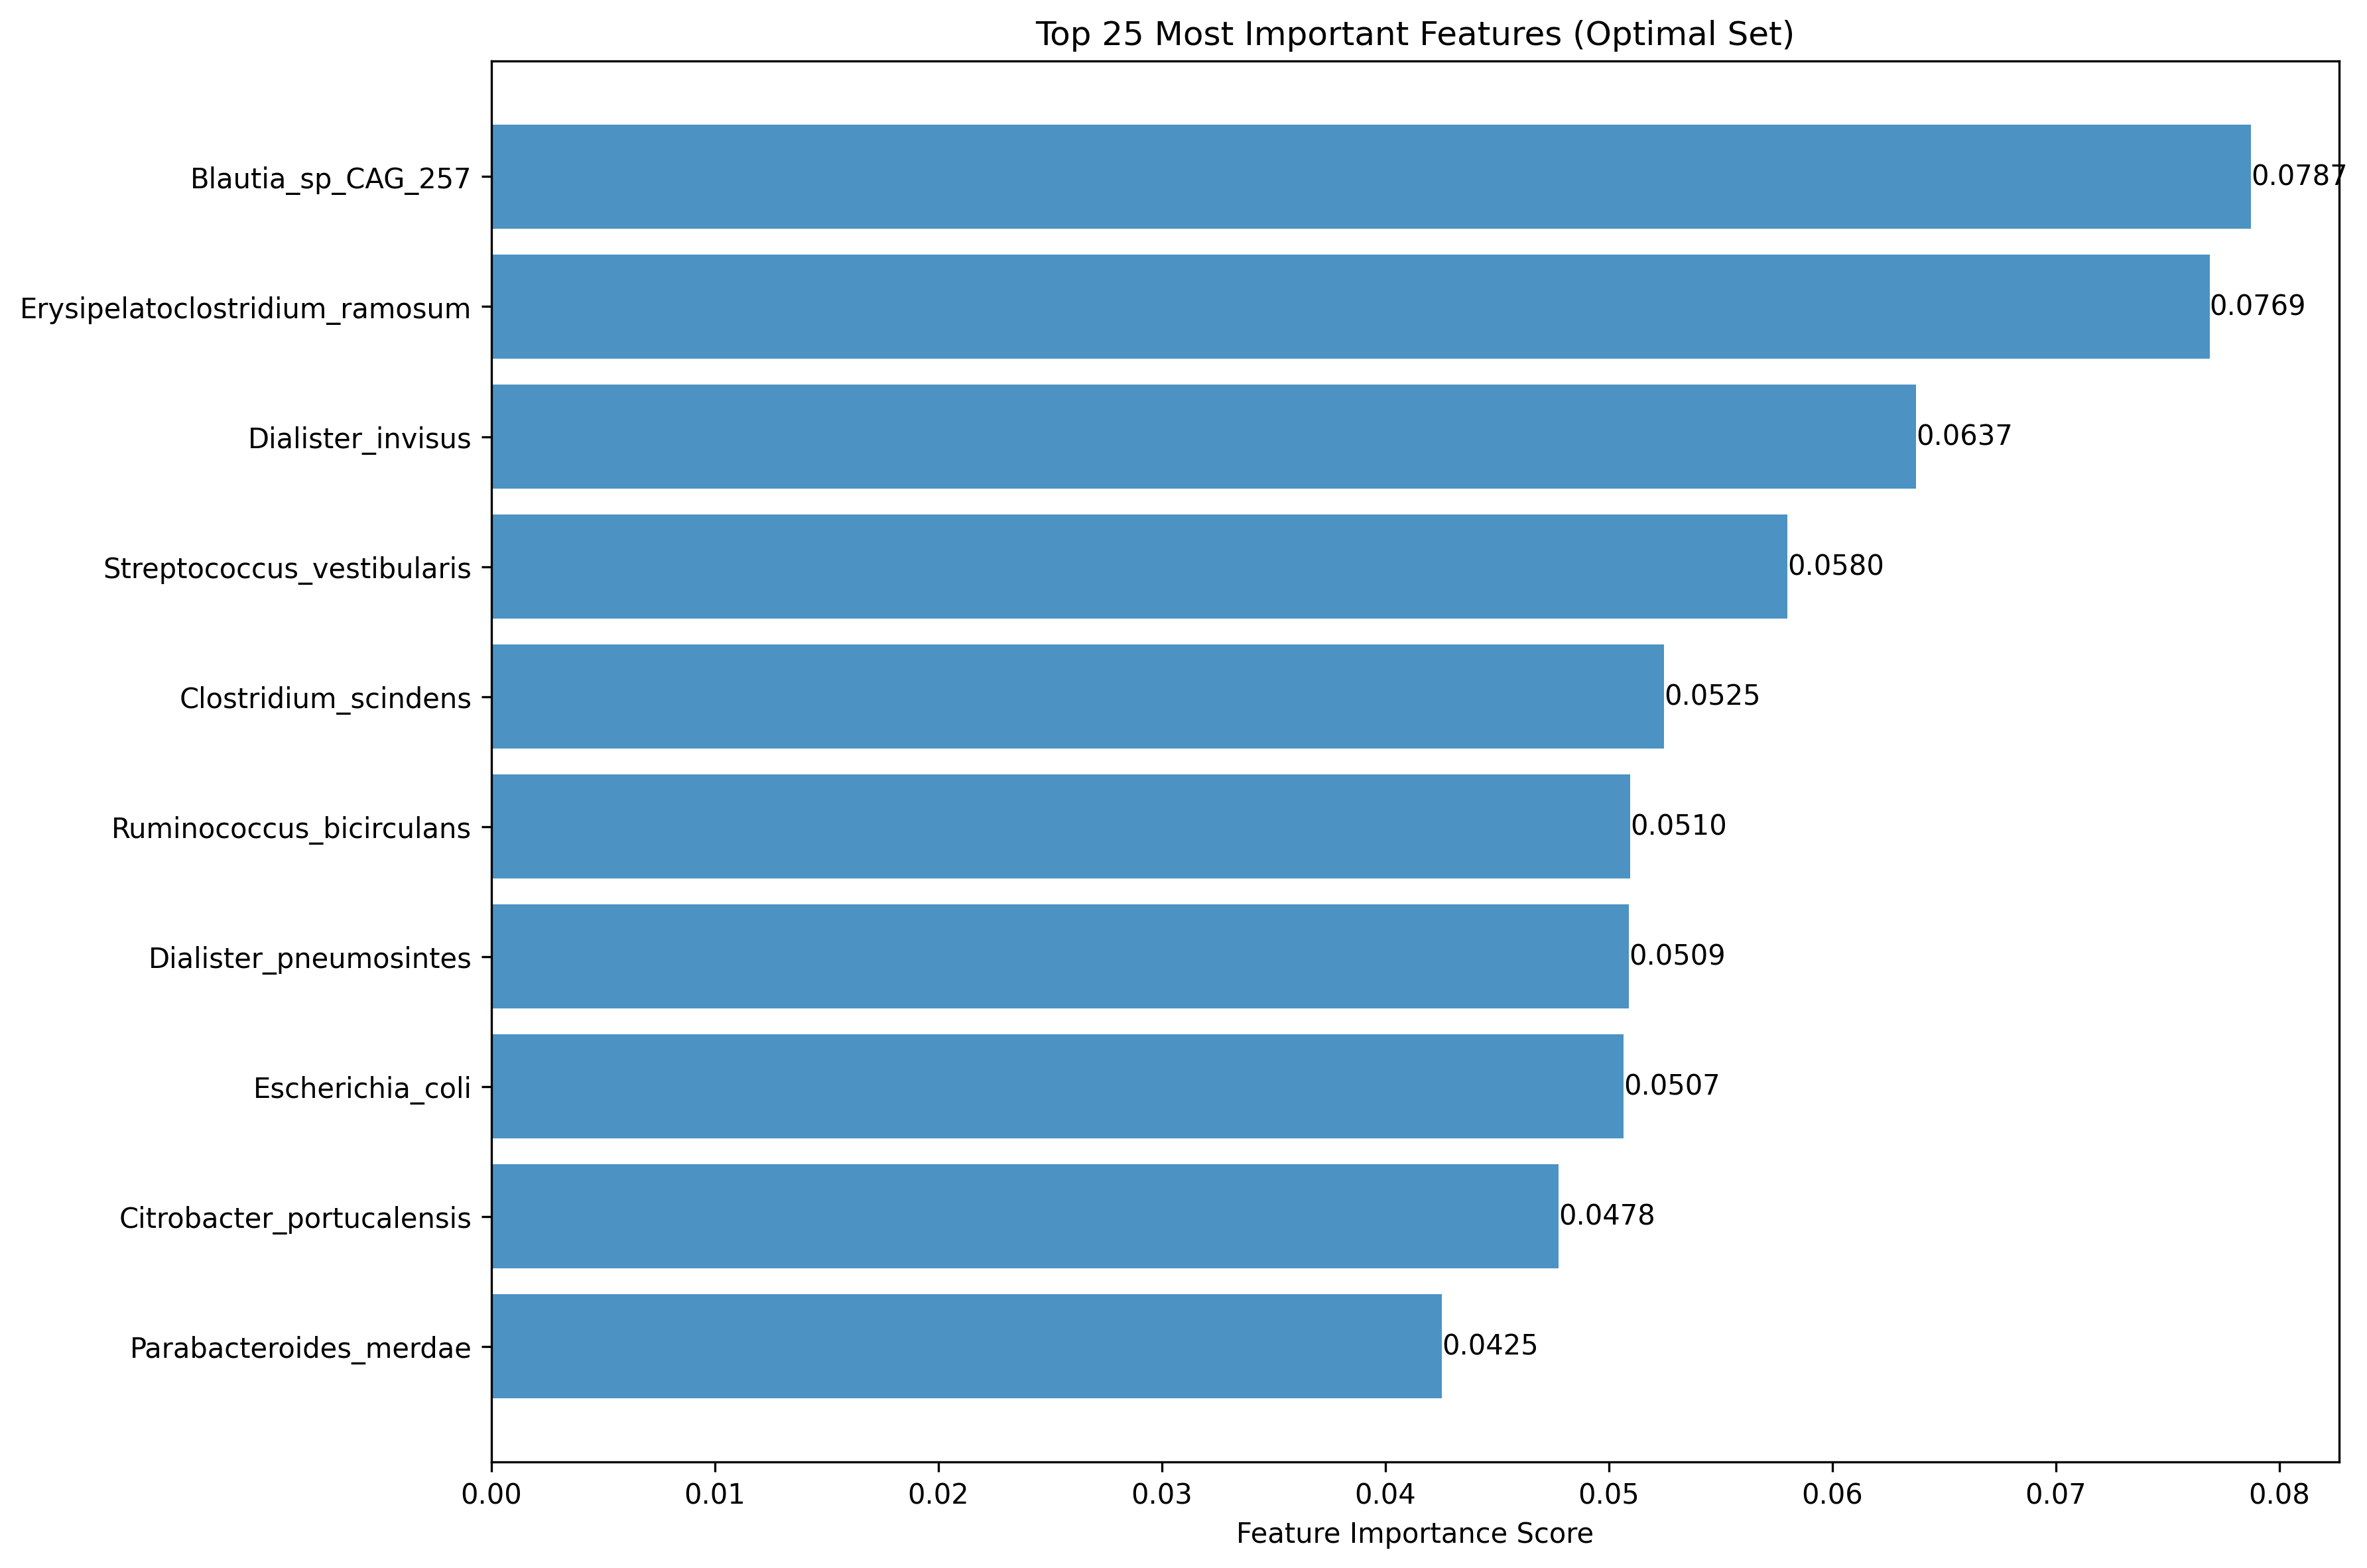 Top 25 Most Important Features (Optimal Set)
Blautia_sp_CAG_257 0.0787
Erysipelatoclostridium_ramosum 0.0769
Dialister_invisus 0.0637
Streptococcus_vestibularis 0.0580
Clostridium_scindens 0.0525
Ruminococcus_bicirculans 0.0510
Dialister_pneumosintes 0.0509
Escherichia_coli 0.0507
Citrobacter_portucalensis 0.0478
Parabacteroides_merdae 0.0425
0.00 0.01 0.02 0.03 0.04 0.05 0.06 0.07 0.08
Feature Importance Score